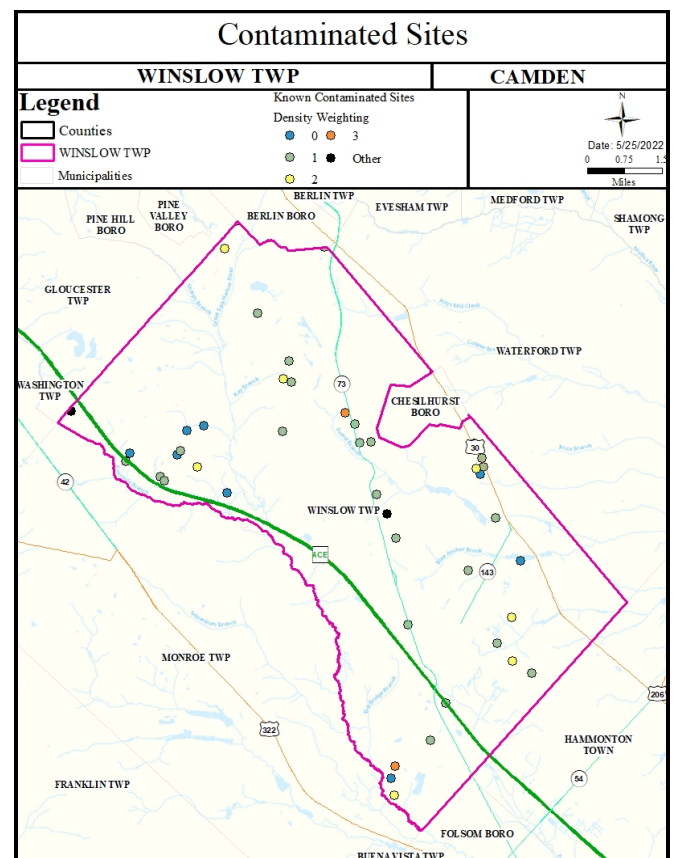 Contaminated Sites
WINSLOW TWP
CAMDEN
Legend
Counties
WINSLOW TWP
Municipalities
Known Contaminated Sites
Density Weighting
0
3
1
Other
2
N
Date: 5/25/2022
0 0.75 1.5
Miles
BERLIN TWP
EVESHAM TWP
MEDFORD TWP
PINE HILL
BORO
PINE
VALLEY
BORO
BERLIN BORO
SHAMONG
TWP
GLOUCESTER
TWP
WATERFORD TWP
WASHINGTON
TWP
73
CHESILHURST
BORO
30
42
WINSLOW TWP
ACE
143
MONROE TWP
206
322
HAMMONTON
TOWN
54
FRANKLIN TWP
FOLSOM BORO
BUENA VISTA TWP